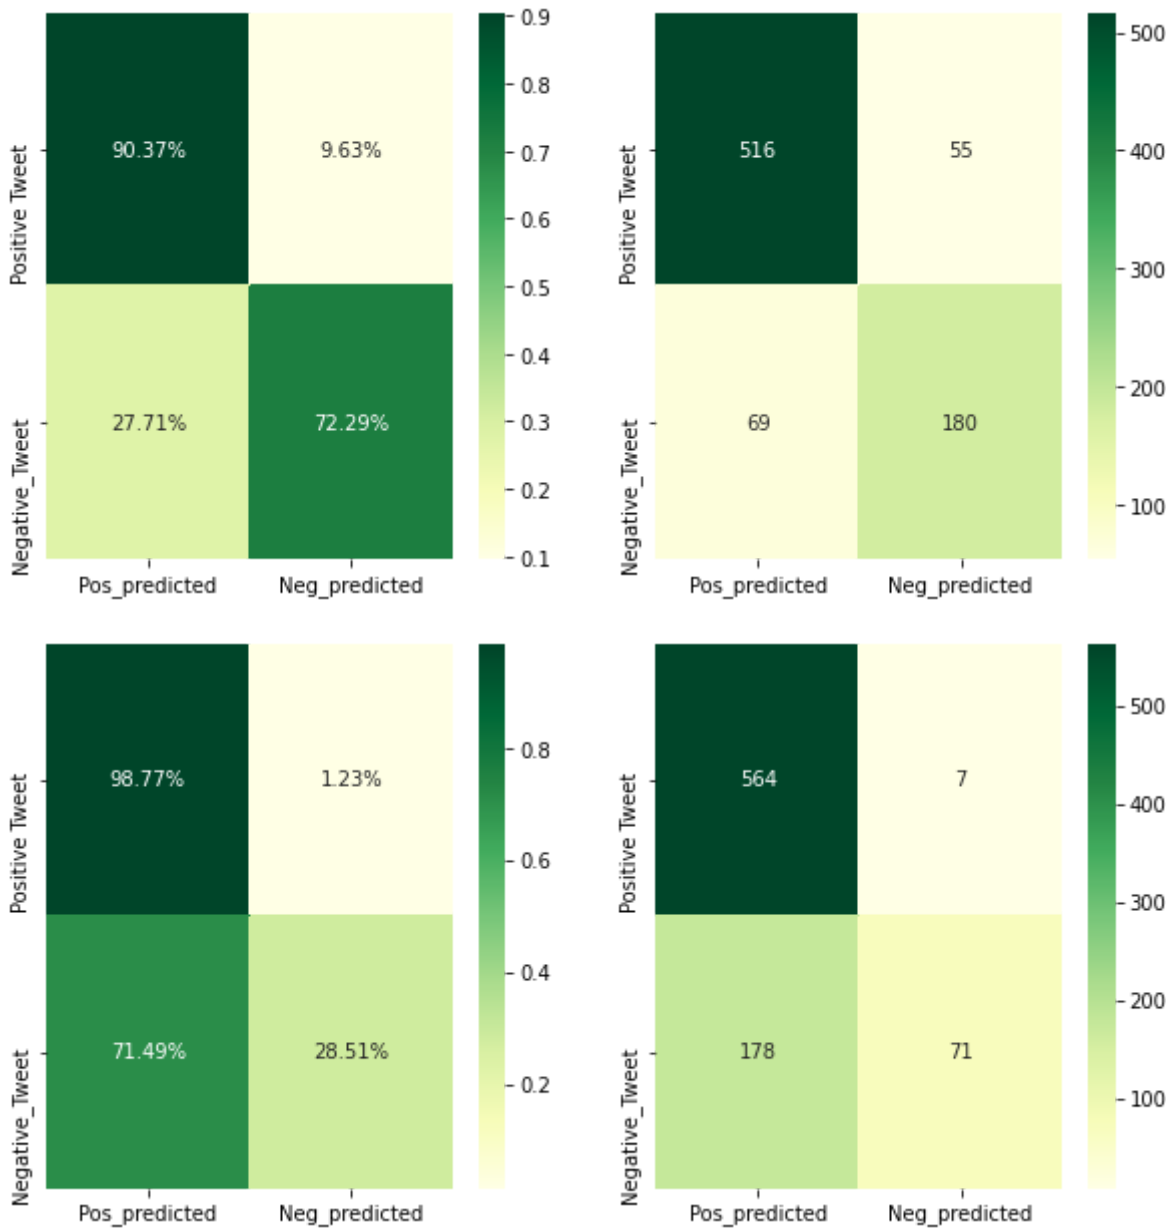 Positive Tweet
Negative_Tweet
90.37%
9.63%
27.71%
72.29%
Pos_predicted
Neg_predicted
0.9
0.8
0.7
0.6
0.5
0.4
0.3
0.2
0.1
Positive Tweet
Negative_Tweet
516
55
69
180
Pos_predicted
Neg_predicted
500
400
300
200
100
Positive Tweet
Negative_Tweet
98.77%
1.23%
71.49%
28.51%
Pos_predicted
Neg_predicted
0.8
0.6
0.4
0.2
Positive Tweet
Negative_Tweet
564
7
178
71
Pos_predicted
Neg_predicted
500
400
300
200
100